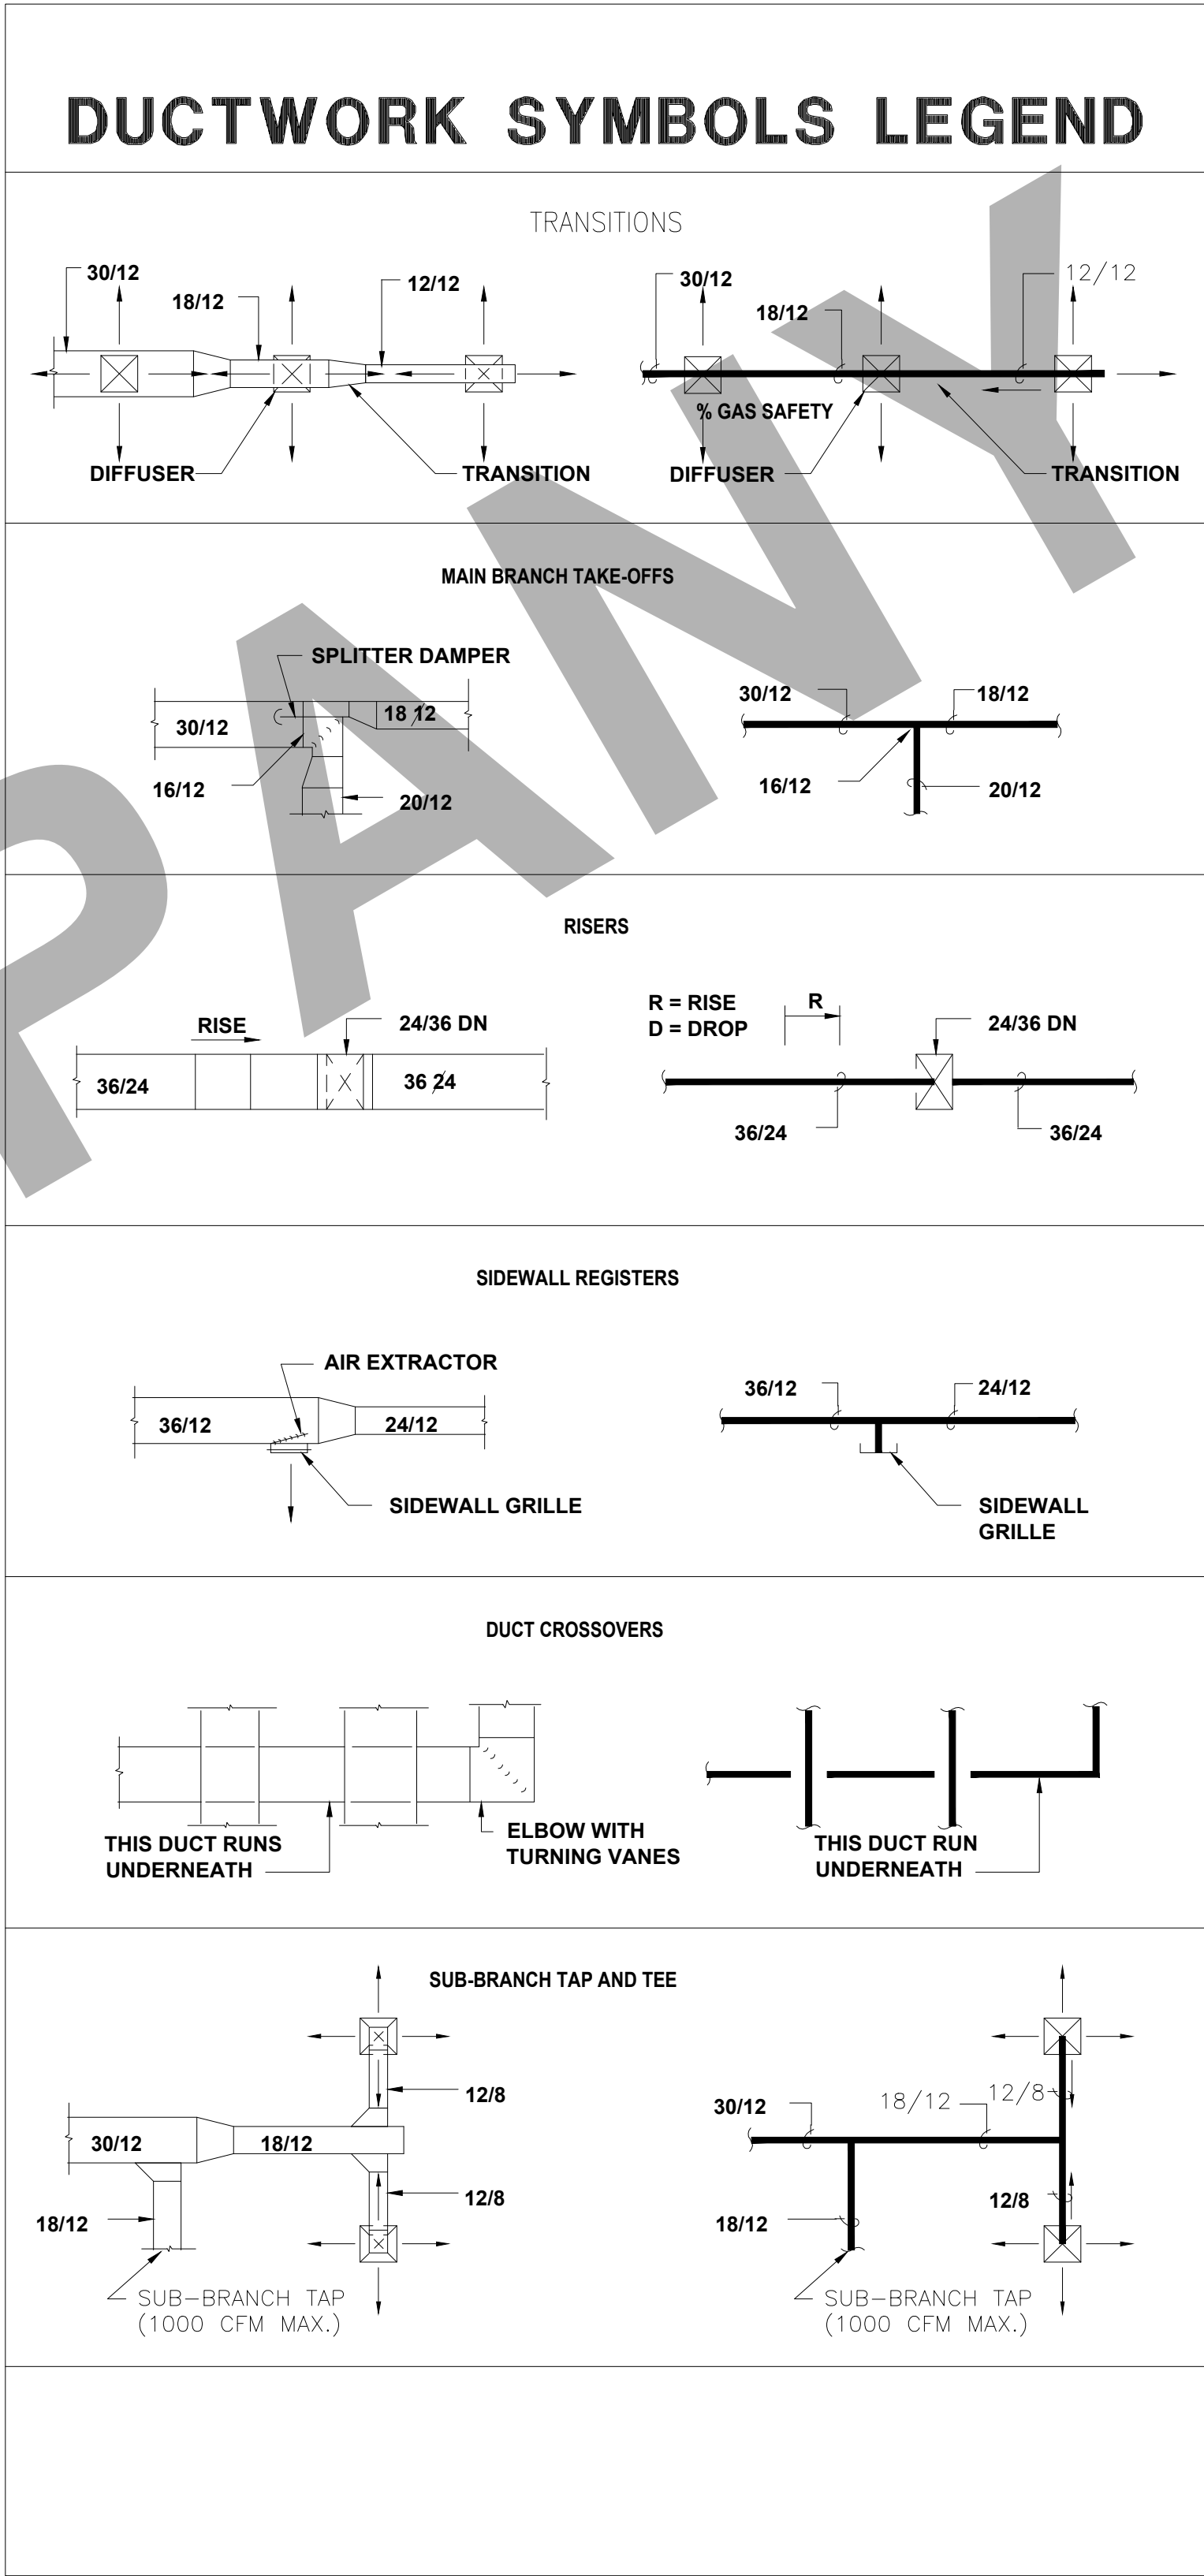 DUCTWORK SYMBOLS LEGEND
TRANSITIONS
30/12
18/12
12/12
DIFFUSER
TRANSITION
30/12
18/12
12/12
% GAS SAFETY
DIFFUSER
TRANSITION
MAIN BRANCH TAKE-OFFS
SPLITTER DAMPER
30/12
18/12
16/12
20/12
30/12
18/12
16/12
20/12
RISERS
RISE
24/36 DN
36/24
36/24
R = RISE
D = DROP
R
24/36 DN
36/24
36/24
SIDEWALL REGISTERS
AIR EXTRACTOR
36/12
24/12
SIDEWALL GRILLE
36/12
24/12
SIDEWALL
GRILLE
DUCT CROSSOVERS
THIS DUCT RUNS
UNDERNEATH
ELBOW WITH
TURNING VANES
THIS DUCT RUN
UNDERNEATH
SUB-BRANCH TAP AND TEE
12/8
30/12
18/12
12/8
18/12
SUB-BRANCH TAP
(1000 CFM MAX.)
30/12
18/12
12/8
12/8
18/12
SUB-BRANCH TAP
(1000 CFM MAX.)
PANY